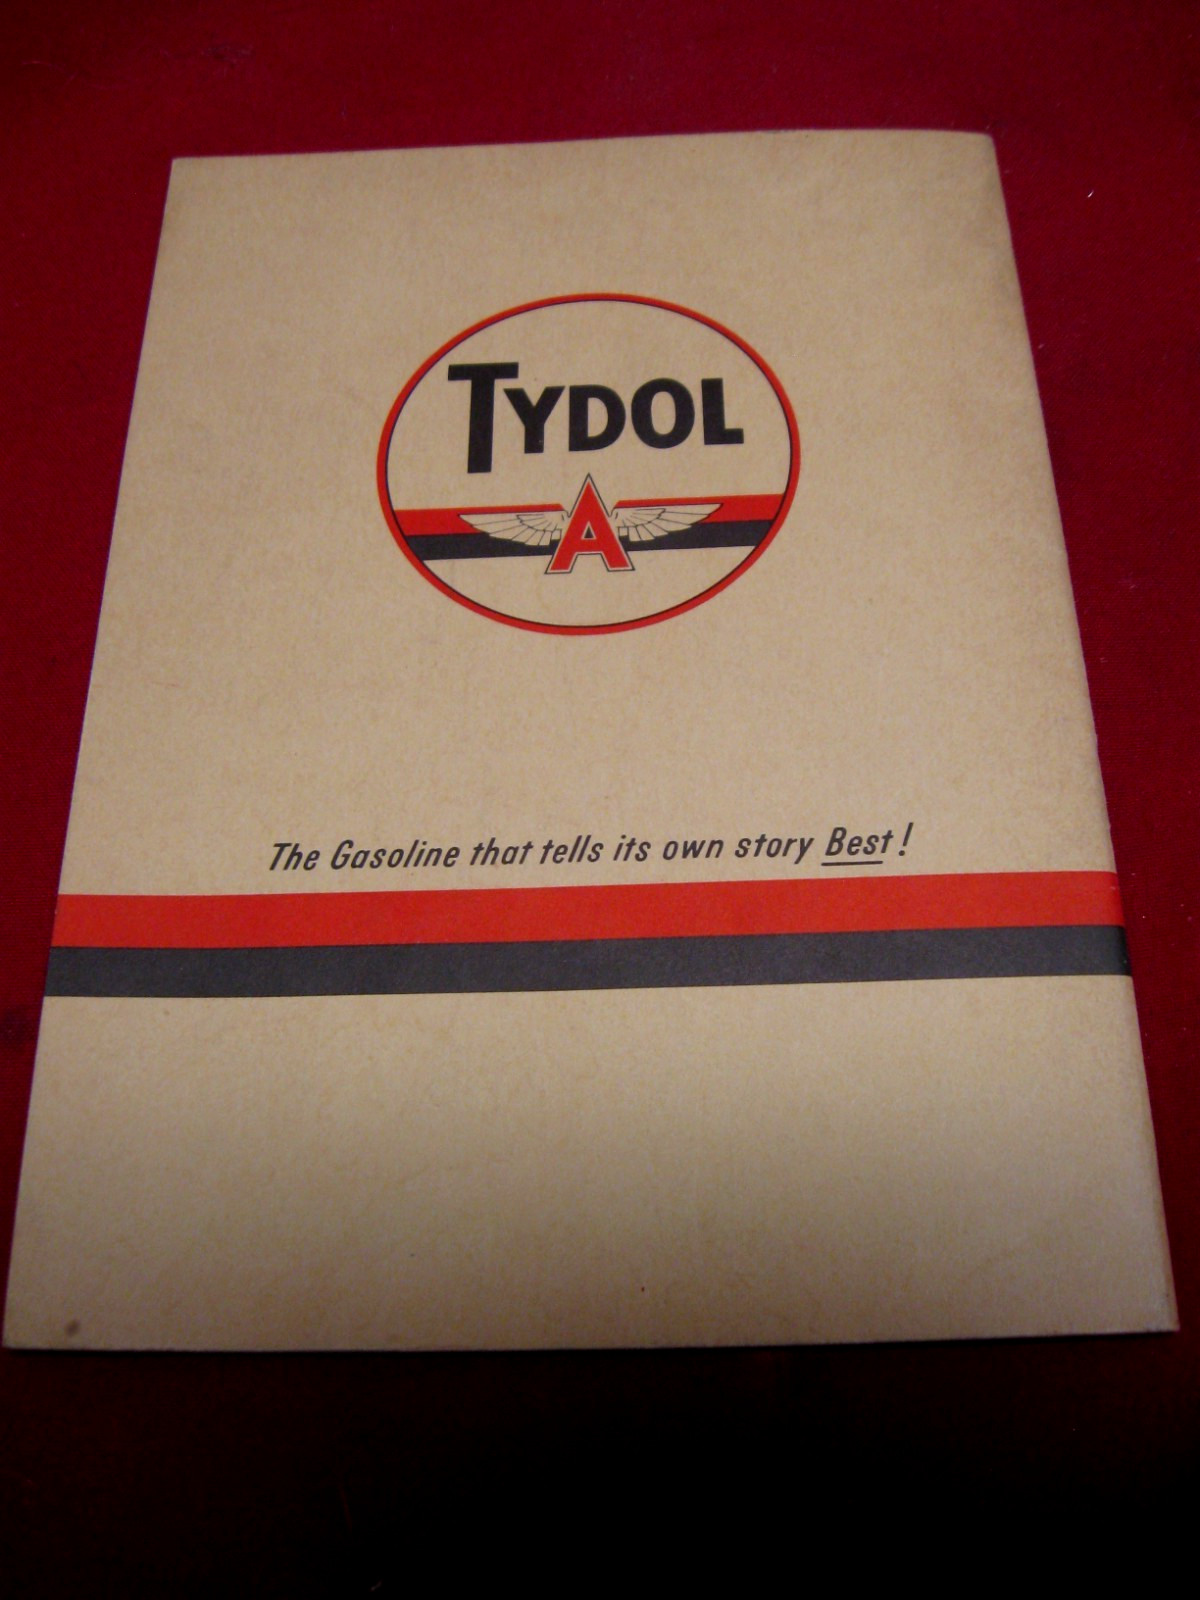 TYDOL
A
The Gasoline that tells its own story Best!